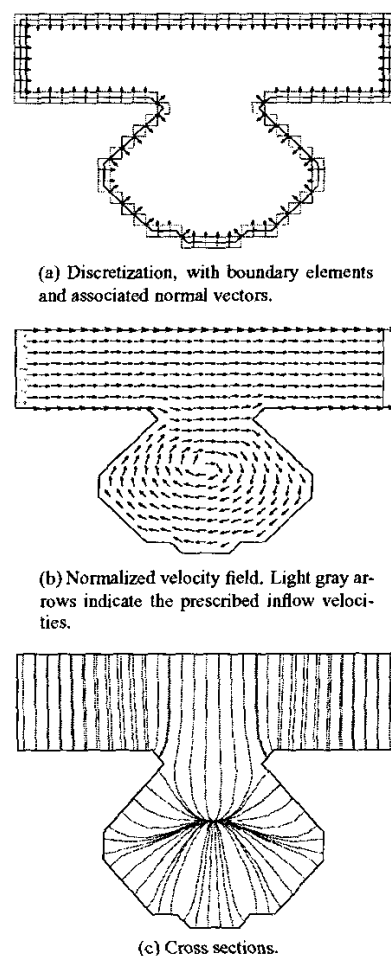 (a) Discretization, with boundary elements
and associated normal vectors.
(b) Normalized velocity field. Light gray ar-
rows indicate the prescribed inflow veloci-
ties.
(c) Cross sections.